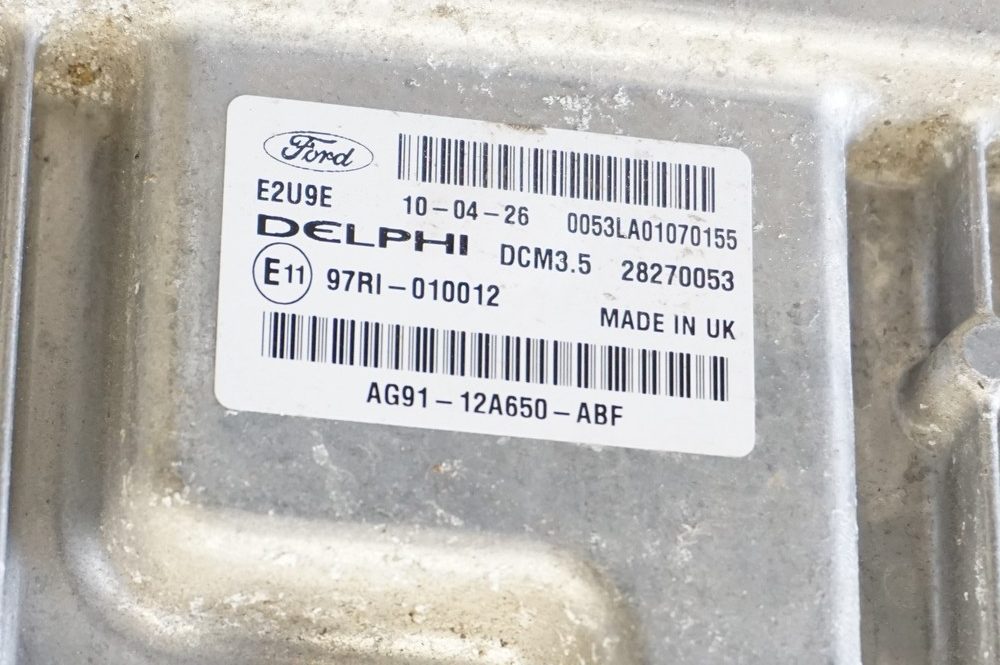 Ford
E2U9E 10-04-26 0053LA01070155
DELPHI DCM3.5 28270053
E11 97RI-010012
MADE IN UK
AG91-12A650-ABF